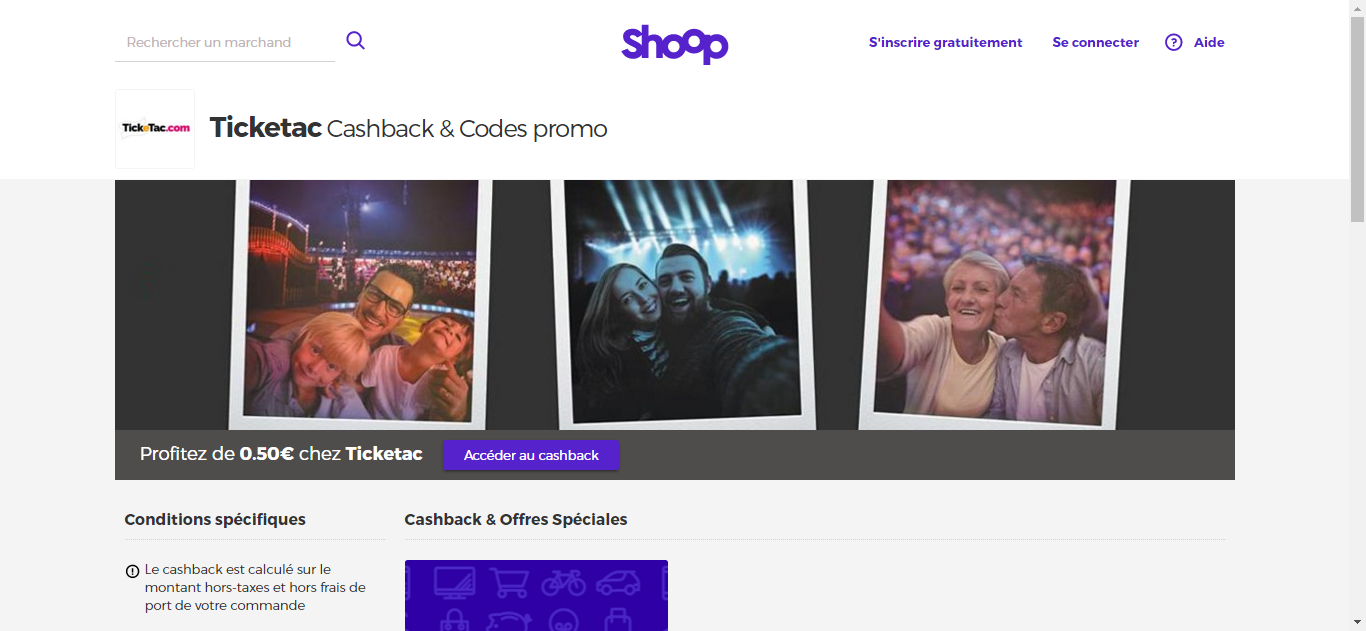 Rechercher un marchand
shoop
S'inscrire gratuitement
Se connecter
? Aide
TickeTac.com
Ticketac Cashback & Codes promo
Profitez de 0.50€ chez Ticketac
Accéder au cashback
Conditions spécifiques
Cashback & Offres Spéciales
Le cashback est calculé sur le
montant hors-taxes et hors frais de
port de votre commande